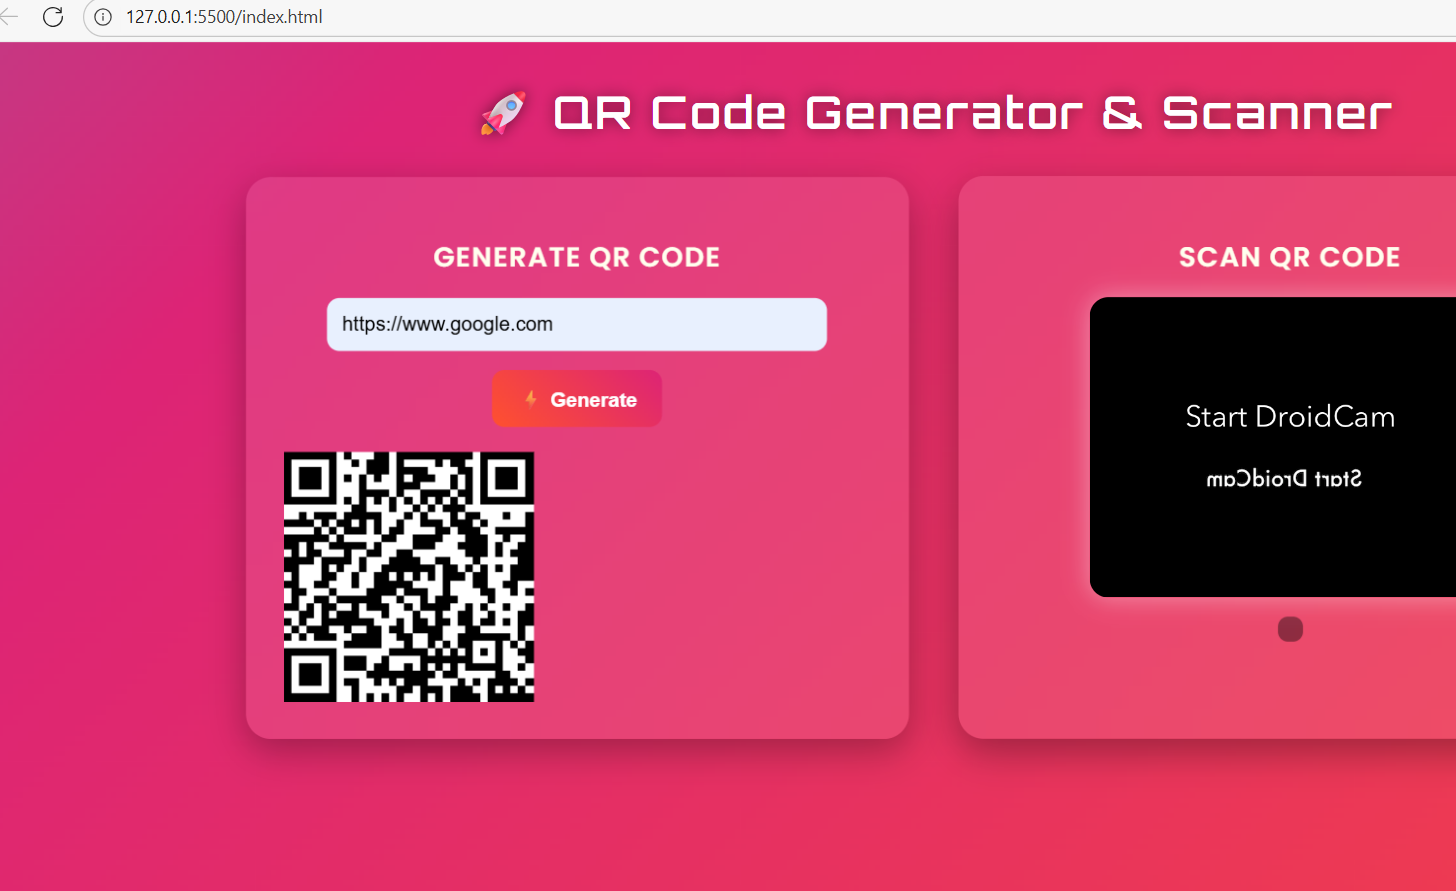 127.0.0.1:5500/index.html
🚀 QR Code Generator & Scanner
GENERATE QR CODE
https://www.google.com
⚡ Generate
SCAN QR CODE
Start DroidCam
Start DroidCam